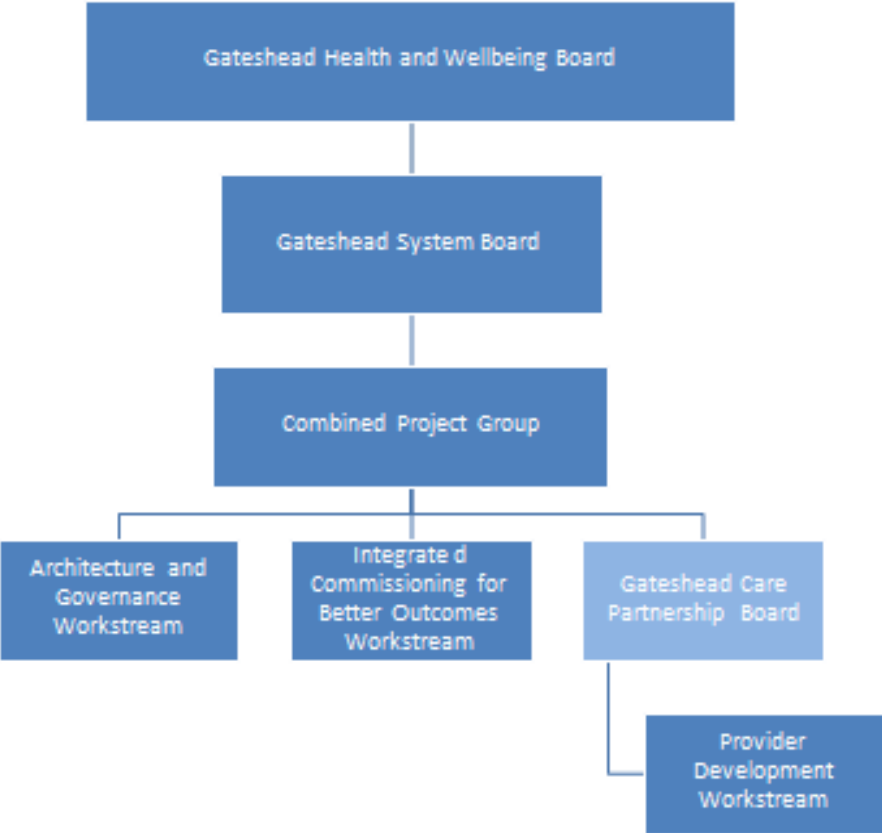 Gateshead Health and Wellbeing Board
Gateshead System Board
Combined Project Group
Architecture and
Governance
Workstream
Integrate d
Commissioning for
Better Outcomes
Workstream
Gateshead Care
Partnership Board
Provider
Development
Workstream